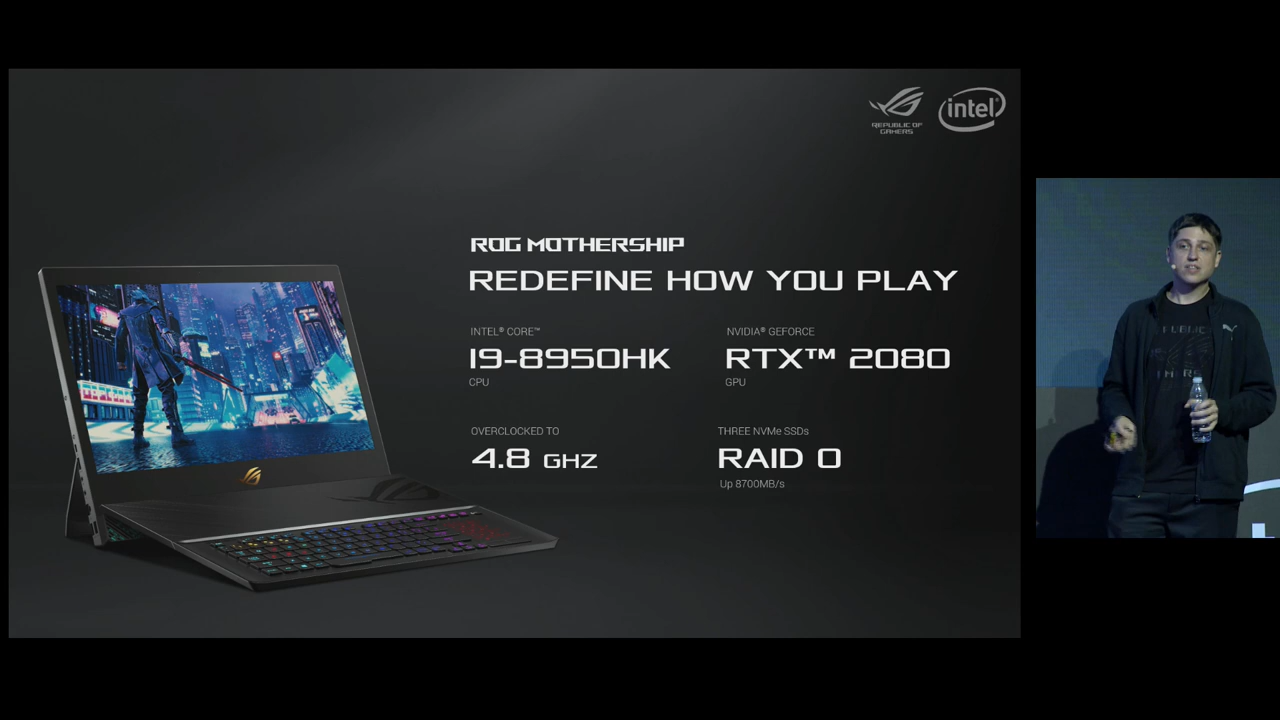 REPUBLIC OF
GAMERS
intel
ROG MOTHERSHIP
REDEFINE HOW YOU PLAY
INTEL® CORE™
I9-8950HK
CPU
NVIDIA® GEFORCE
RTX™ 2080
GPU
OVERCLOCKED TO
4.8 GHZ
THREE NVMe SSDs
RAID 0
Up 8700MB/s